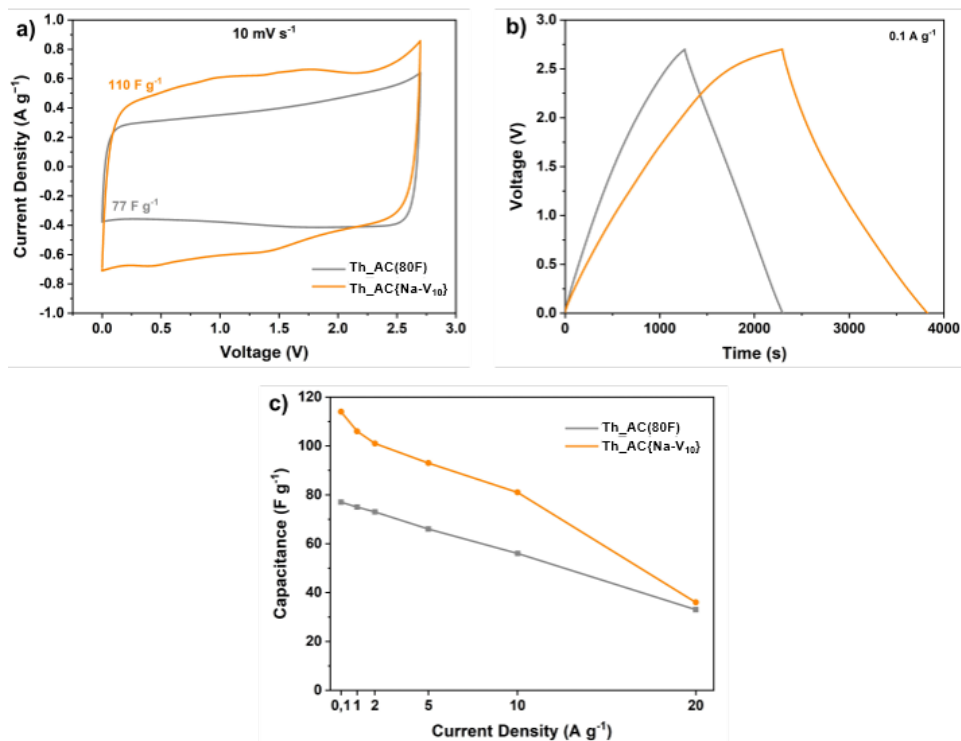 a)
10 mV s⁻¹
110 F g⁻¹
77 F g⁻¹
Th_AC(80F)
Th_AC{Na-V₁₀}
Current Density (A g⁻¹)
1.0
0.8
0.6
0.4
0.2
0.0
-0.2
-0.4
-0.6
-0.8
-1.0
0.0 0.5 1.0 1.5 2.0 2.5 3.0
Voltage (V)
b)
0.1 A g⁻¹
Voltage (V)
3.0
2.5
2.0
1.5
1.0
0.5
0.0
0 1000 2000 3000 4000
Time (s)
c)
Th_AC(80F)
Th_AC{Na-V₁₀}
Capacitance (F g⁻¹)
120
100
80
60
40
20
0
0,1 1 2 5 10 20
Current Density (A g⁻¹)